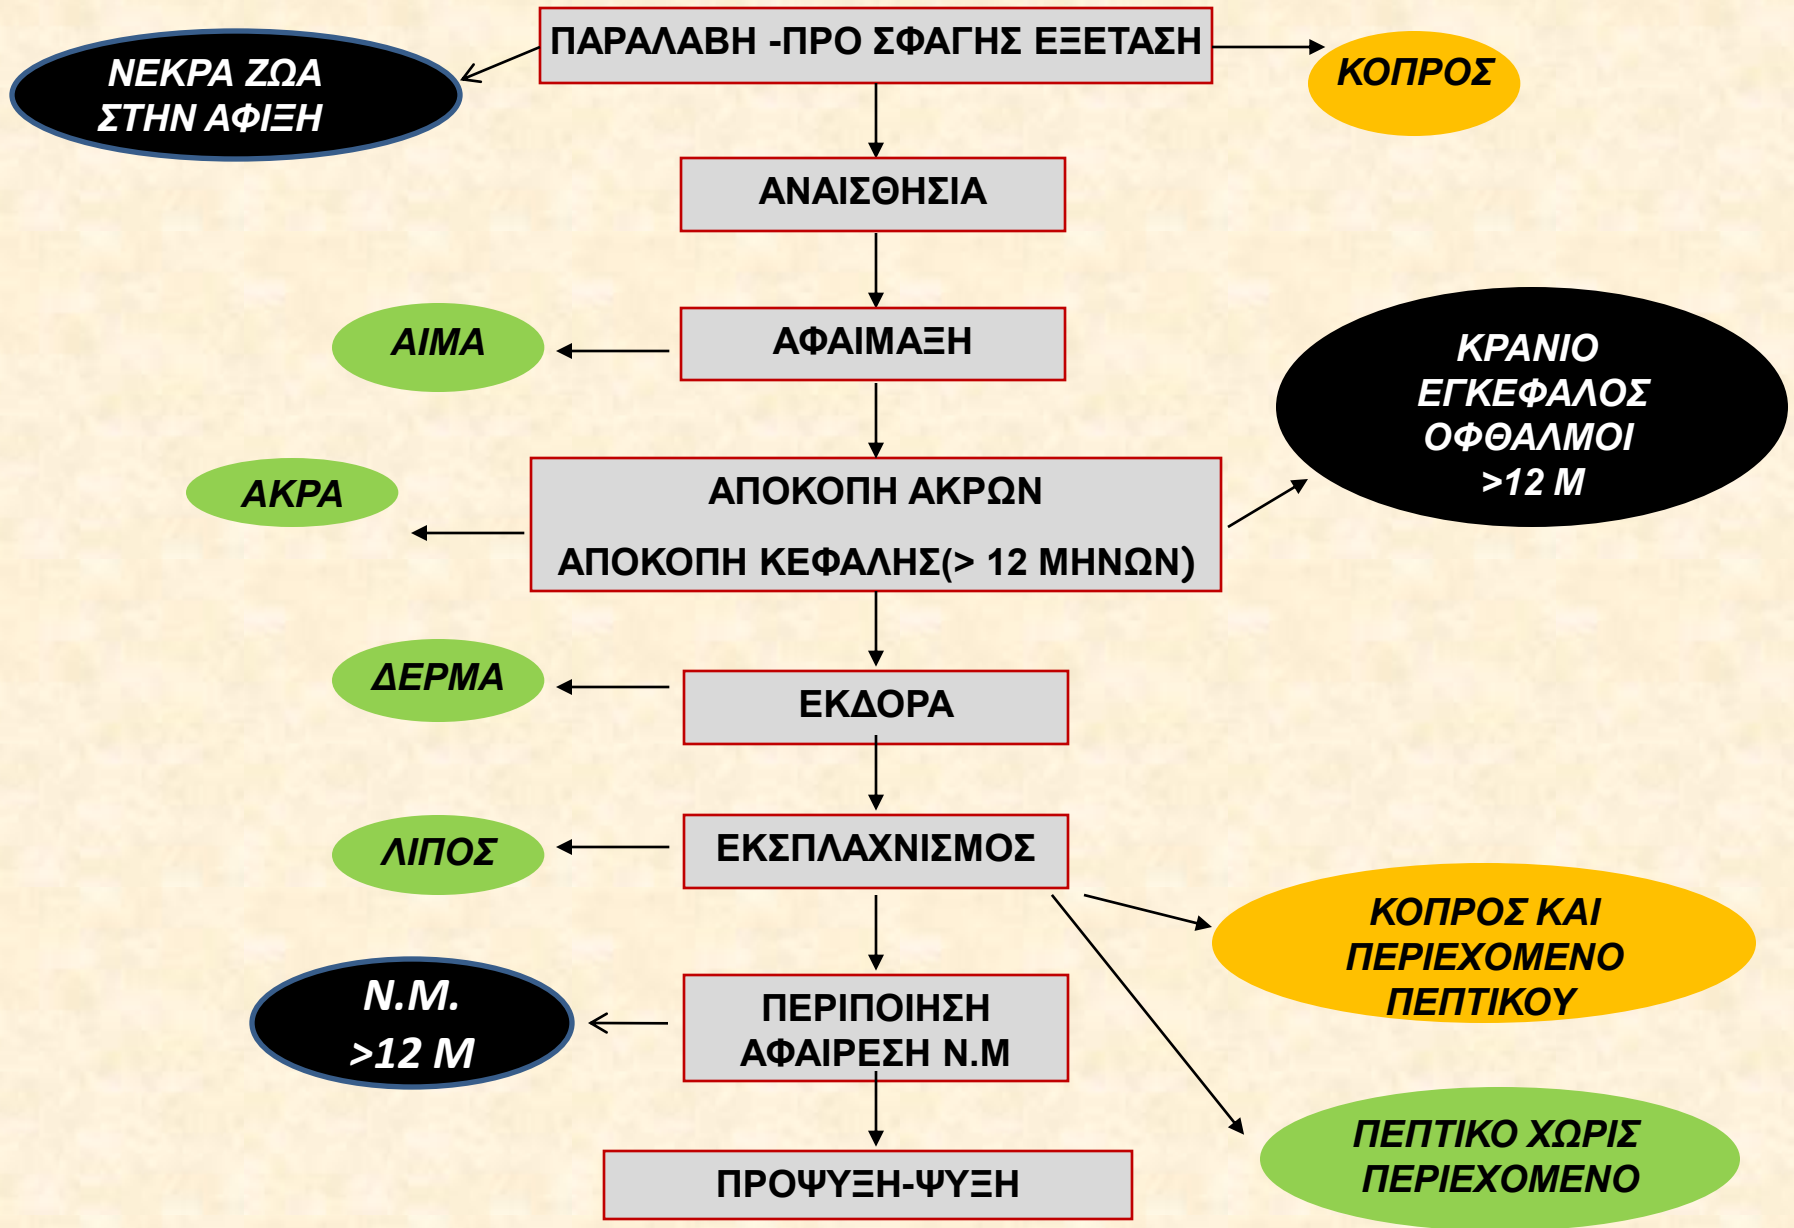 ΠΑΡΑΛΑΒΗ -ΠΡΟ ΣΦΑΓΗΣ ΕΞΕΤΑΣΗ
ΝΕΚΡΑ ΖΩΑ
ΣΤΗΝ ΑΦΙΞΗ
ΚΟΠΡΟΣ
ΑΝΑΙΣΘΗΣΙΑ
ΑΙΜΑ
ΑΦΑΙΜΑΞΗ
ΚΡΑΝΙΟ
ΕΓΚΕΦΑΛΟΣ
ΟΦΘΑΛΜΟΙ
>12 Μ
ΑΚΡΑ
ΑΠΟΚΟΠΗ ΑΚΡΩΝ
ΑΠΟΚΟΠΗ ΚΕΦΑΛΗΣ(> 12 ΜΗΝΩΝ)
ΔΕΡΜΑ
ΕΚΔΟΡΑ
ΛΙΠΟΣ
ΕΚΣΠΛΑΧΝΙΣΜΟΣ
ΚΟΠΡΟΣ ΚΑΙ
ΠΕΡΙΕΧΟΜΕΝΟ
ΠΕΠΤΙΚΟΥ
Ν.Μ.
>12 Μ
ΠΕΡΙΠΟΙΗΣΗ
ΑΦΑΙΡΕΣΗ Ν.Μ
ΠΕΠΤΙΚΟ ΧΩΡΙΣ
ΠΕΡΙΕΧΟΜΕΝΟ
ΠΡΟΨΥΞΗ-ΨΥΞΗ